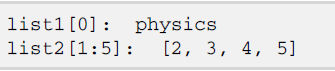 list1[0]:  physics
list2[1:5]:  [2, 3, 4, 5]